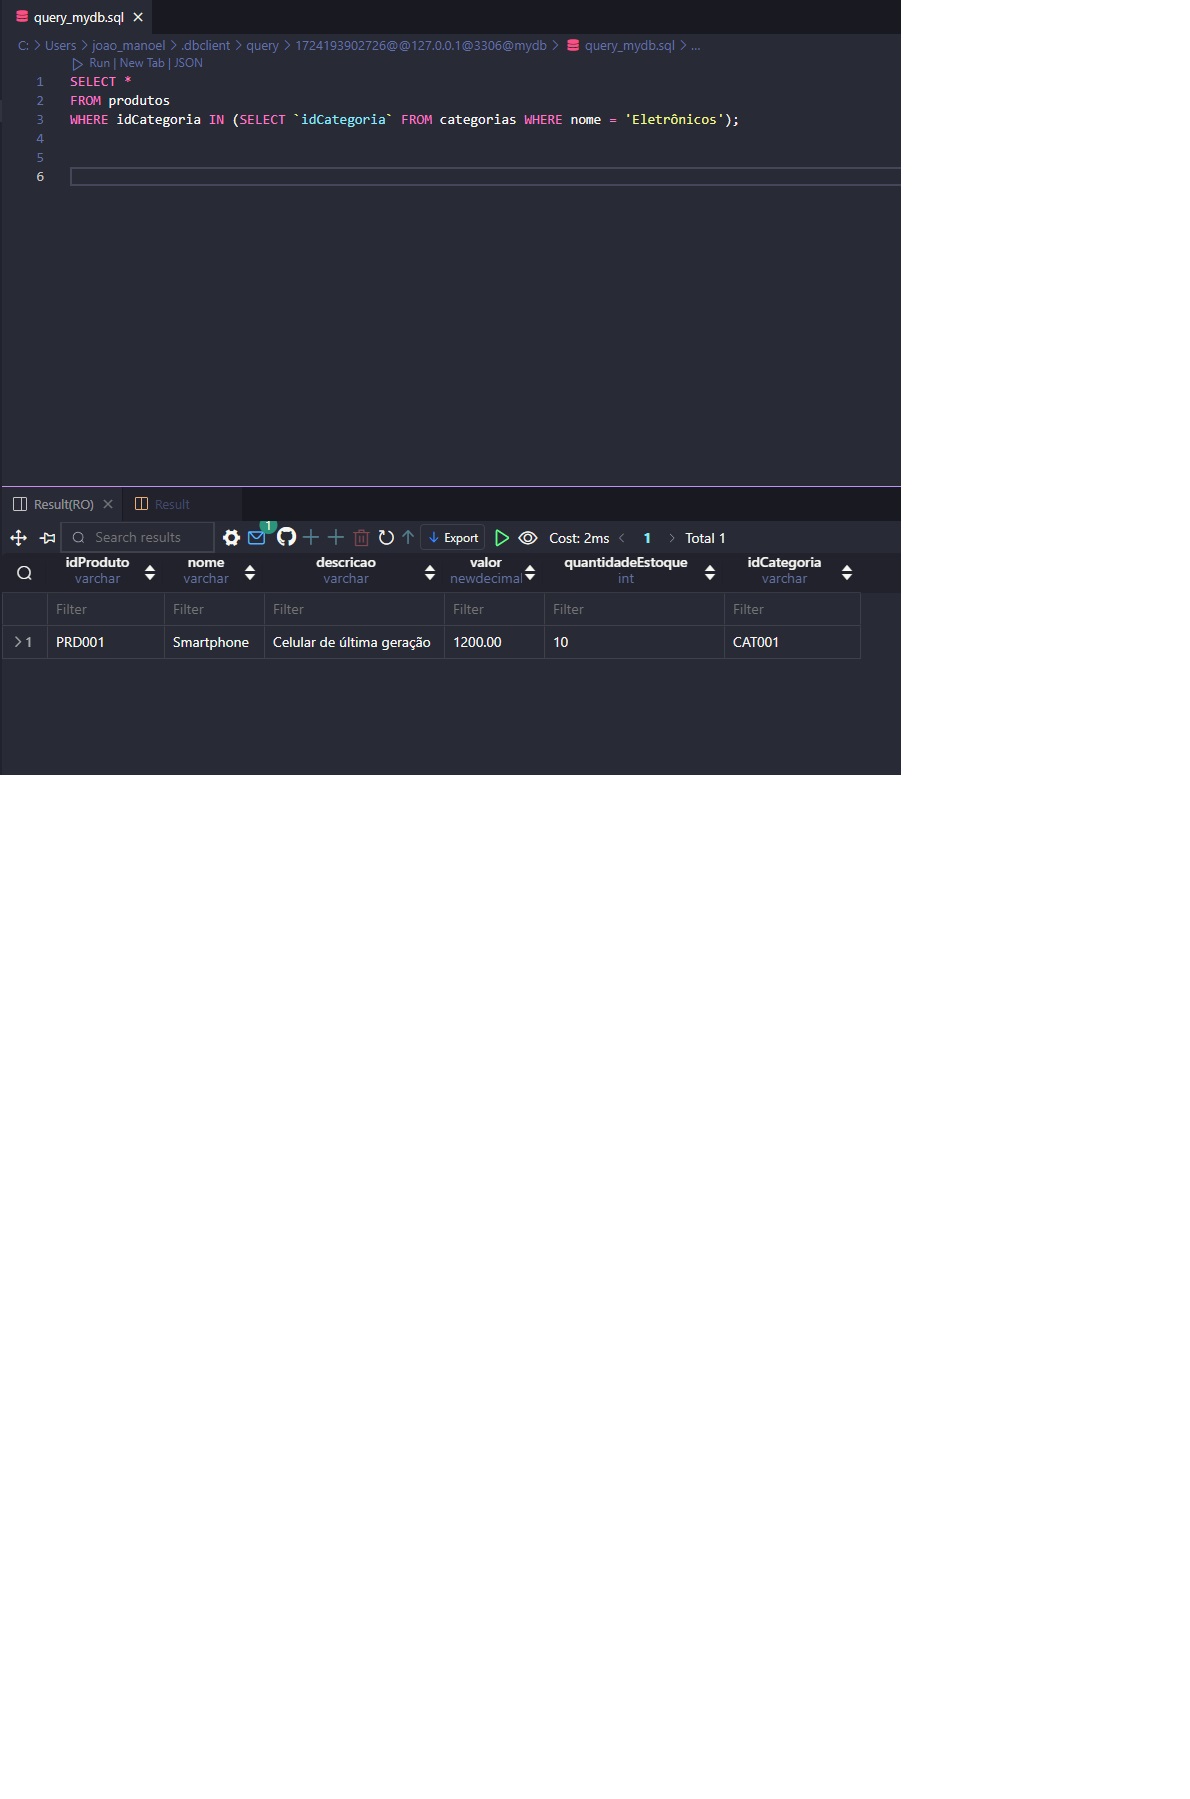 query_mydb.sql
C: > Users > joao_manoel > .dbclient > query > 1724193902726@@127.0.0.1@3306@mydb > query_mydb.sql > ...
Run | New Tab | JSON
1 SELECT *
2 FROM produtos
3 WHERE idCategoria IN (SELECT `idCategoria` FROM categorias WHERE nome = 'Eletrônicos');
4
5
6
Result(RO) Result
Search results 1 Export Cost: 2ms < 1 > Total 1
idProduto nome descricao valor quantidadeEstoque idCategoria
varchar varchar varchar newdecimal int varchar
Filter Filter Filter Filter Filter Filter
> 1 PRD001 Smartphone Celular de última geração 1200.00 10 CAT001